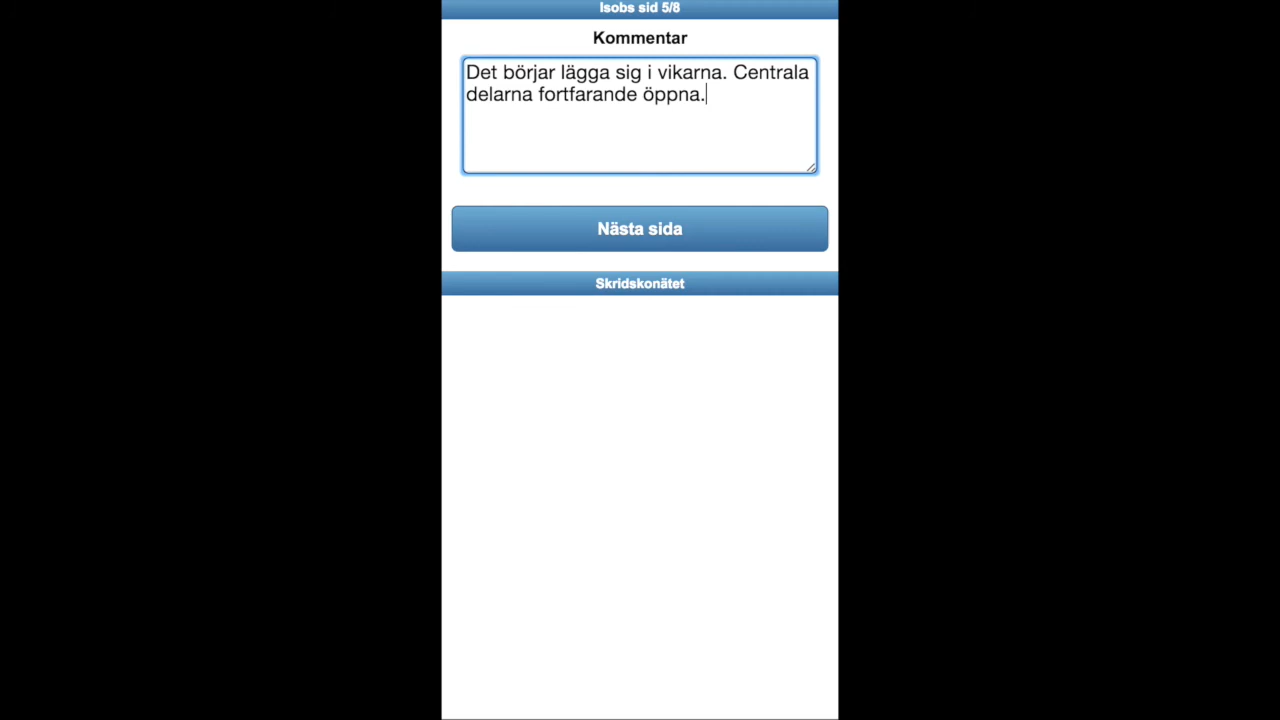 Isobs sid 5/8
Kommentar
Det börjar lägga sig i vikarna. Centrala
delarna fortfarande öppna.
Nästa sida
Skridskonätet